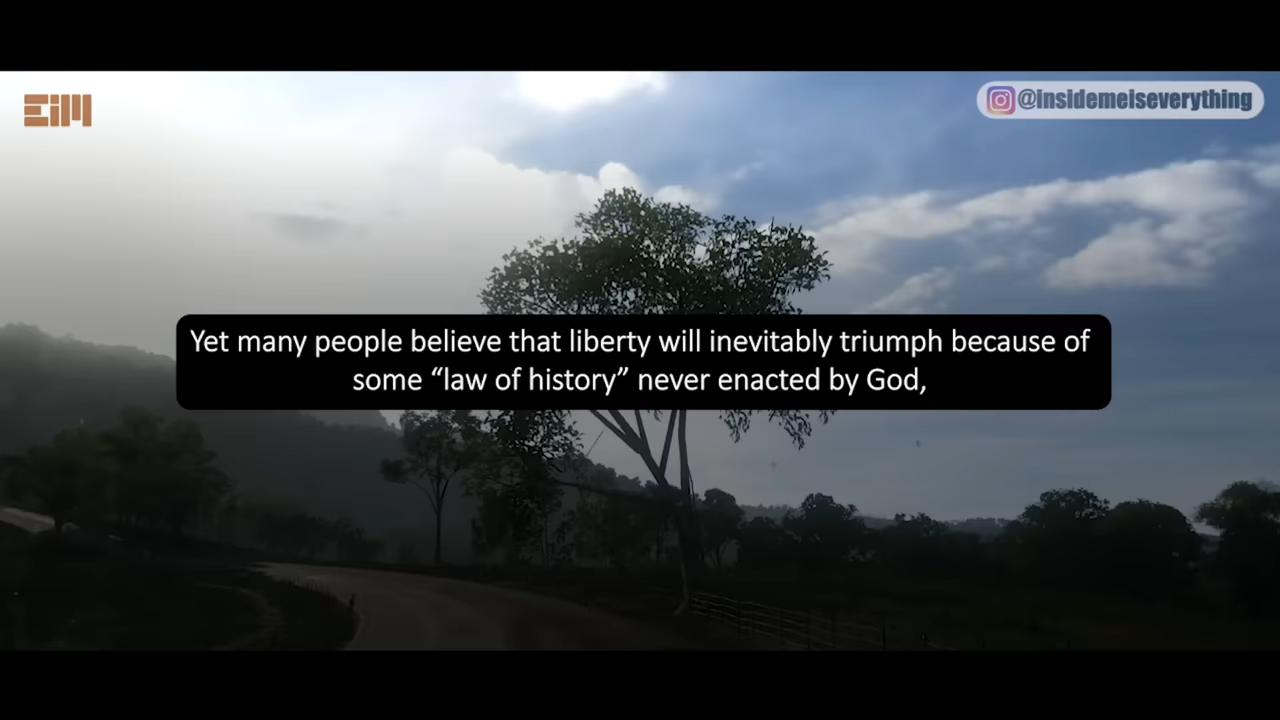 EiM
@insidemeiseverything
Yet many people believe that liberty will inevitably triumph because of
some “law of history” never enacted by God,